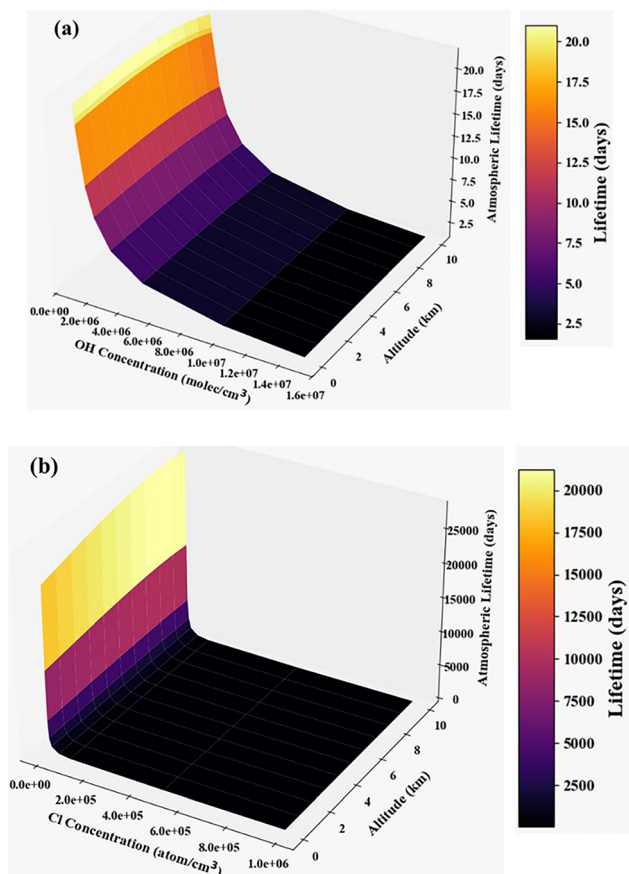 (a)
20.0
17.5
15.0
12.5
10.0
7.5
5.0
2.5
Atmospheric Lifetime (days)
0.0e+00
2.0e+06
4.0e+06
6.0e+06
8.0e+06
1.0e+07
1.2e+07
1.4e+07
1.6e+07
OH Concentration (molec/cm³)
0
2
4
6
8
10
Altitude (km)
20.0
17.5
15.0
12.5
10.0
7.5
5.0
2.5
Lifetime (days)
(b)
25000
20000
15000
10000
5000
0
Atmospheric Lifetime (days)
0.0e+00
2.0e+05
4.0e+05
6.0e+05
8.0e+05
1.0e+06
Cl Concentration (atom/cm³)
0
2
4
6
8
10
Altitude (km)
20000
17500
15000
12500
10000
7500
5000
2500
Lifetime (days)